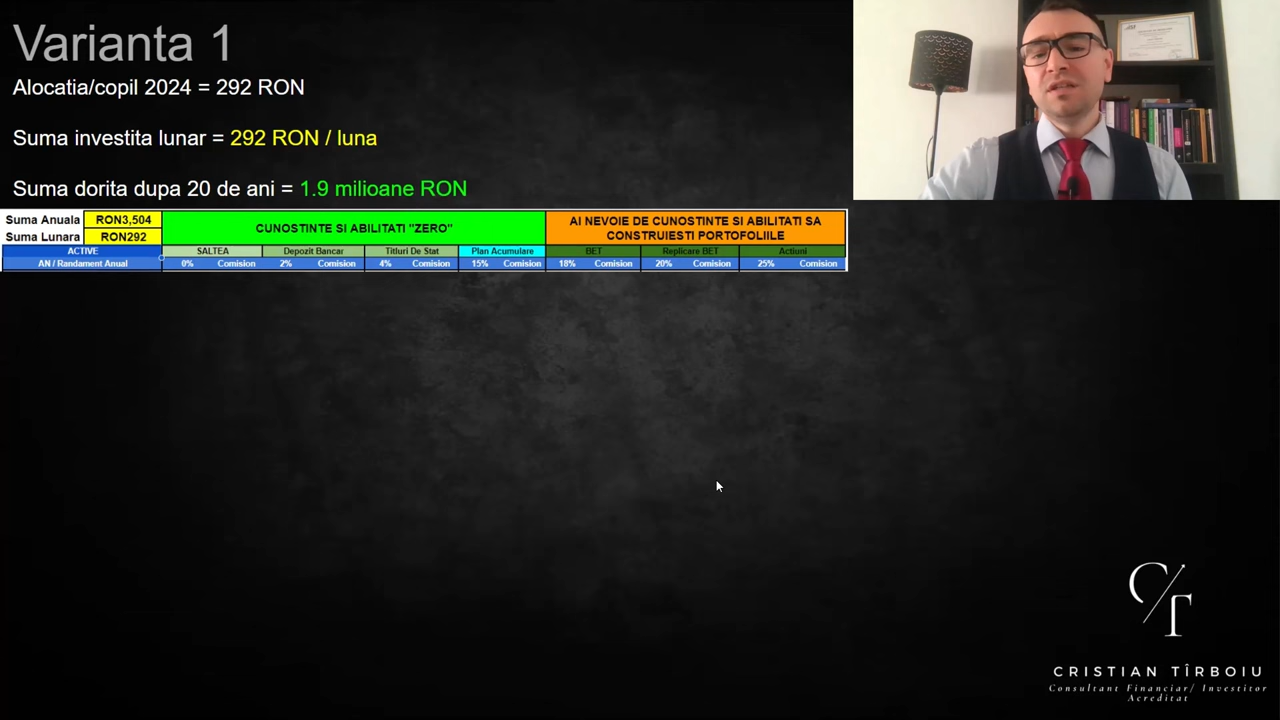 Varianta 1
Alocatia/copil 2024 = 292 RON
Suma investita lunar = 292 RON / luna
Suma dorita dupa 20 de ani = 1.9 milioane RON
Suma Anuala RON3,504 CUNOSTINTE SI ABILITATI "ZERO" AI NEVOIE DE CUNOSTINTE SI ABILITATI SA
Suma Lunara RON292 CONSTRUIESTI PORTOFOLIILE
ACTIVE SALTEA Depozit Bancar Titluri De Stat Plan Acumulare BET Replicare BET Actiuni
AN / Randament Anual 0% Comision 2% Comision 4% Comision 15% Comision 18% Comision 20% Comision 25% Comision
CT
CRISTIAN TÎRBOIU
Consultant Financiar/ Investitor
Acreditat